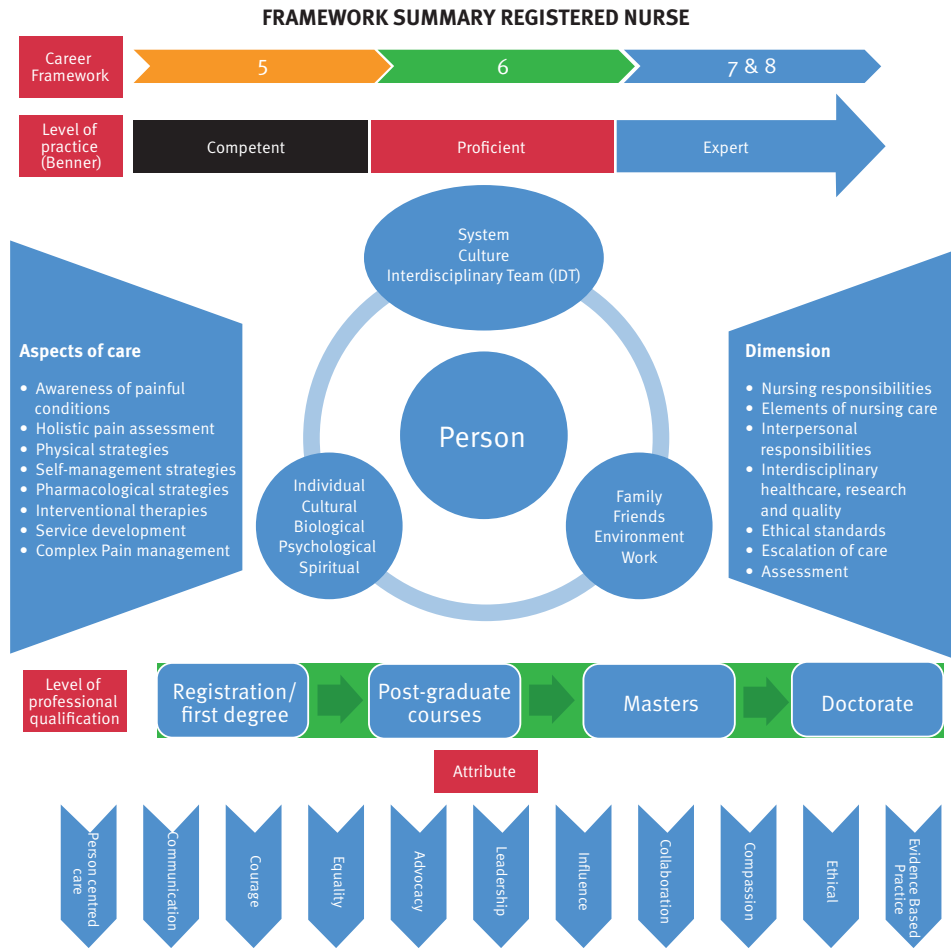 FRAMEWORK SUMMARY REGISTERED NURSE
Career
Framework
5
6
7 & 8
Level of
practice
(Benner)
Competent
Proficient
Expert
System
Culture
Interdisciplinary Team (IDT)
Aspects of care
• Awareness of painful
conditions
• Holistic pain assessment
• Physical strategies
• Self-management strategies
• Pharmacological strategies
• Interventional therapies
• Service development
• Complex Pain management
Person
Individual
Cultural
Biological
Psychological
Spiritual
Family
Friends
Environment
Work
Dimension
• Nursing responsibilities
• Elements of nursing care
• Interpersonal
responsibilities
• Interdisciplinary
healthcare, research
and quality
• Ethical standards
• Escalation of care
• Assessment
Level of
professional
qualification
Registration/
first degree
Post-graduate
courses
Masters
Doctorate
Attribute
Person centred
care
Communication
Courage
Equality
Advocacy
Leadership
Influence
Collaboration
Compassion
Ethical
Evidence Based
Practice